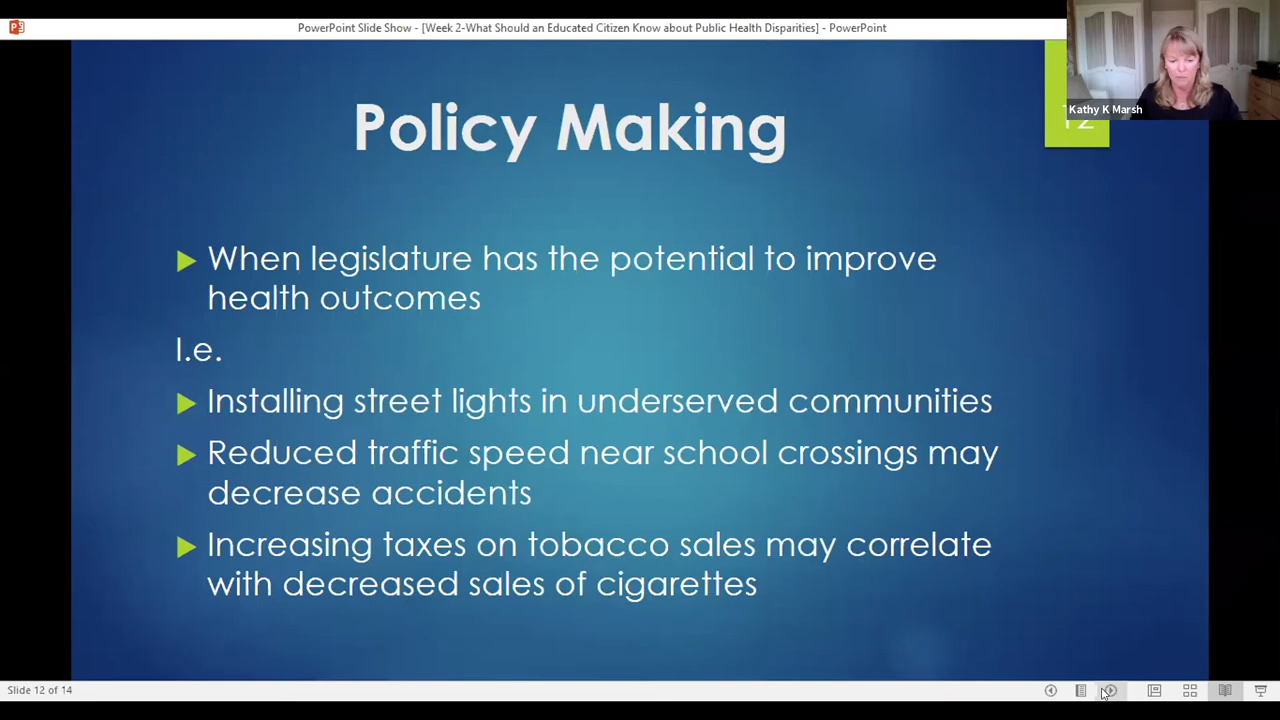 PowerPoint Slide Show - [Week 2-What Should an Educated Citizen Know about Public Health Disparities] - PowerPoint
Kathy K Marsh
12
Policy Making
When legislature has the potential to improve
health outcomes
I.e.
Installing street lights in underserved communities
Reduced traffic speed near school crossings may
decrease accidents
Increasing taxes on tobacco sales may correlate
with decreased sales of cigarettes
Slide 12 of 14